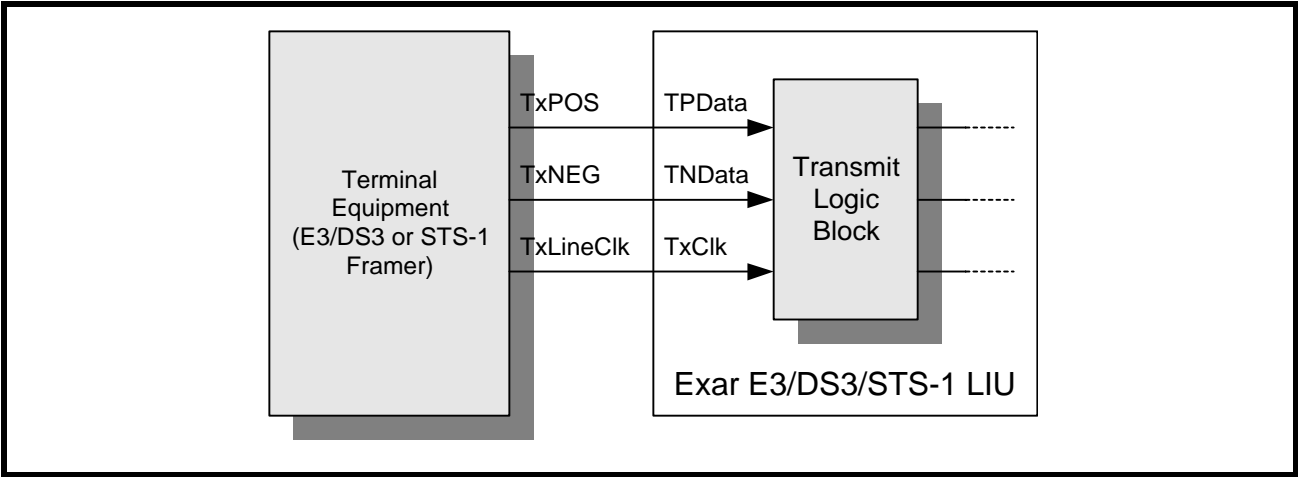 TxPOS
TPData
TxNEG
TNData
TxLineClk
TxClk
Terminal
Equipment
(E3/DS3 or STS-1
Framer)
Transmit
Logic
Block
Exar E3/DS3/STS-1 LIU